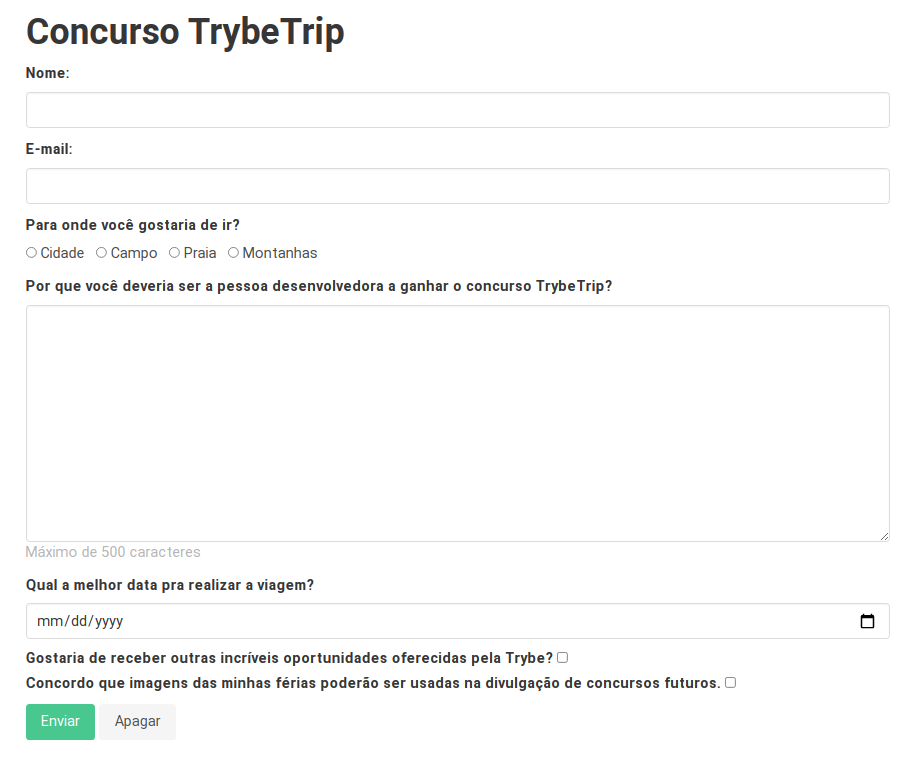 Concurso TrybeTrip
Nome:
E-mail:
Para onde você gostaria de ir?
Cidade Campo Praia Montanhas
Por que você deveria ser a pessoa desenvolvedora a ganhar o concurso TrybeTrip?
Máximo de 500 caracteres
Qual a melhor data pra realizar a viagem?
mm/dd/yyyy
Gostaria de receber outras incríveis oportunidades oferecidas pela Trybe?
Concordo que imagens das minhas férias poderão ser usadas na divulgação de concursos futuros.
Enviar Apagar